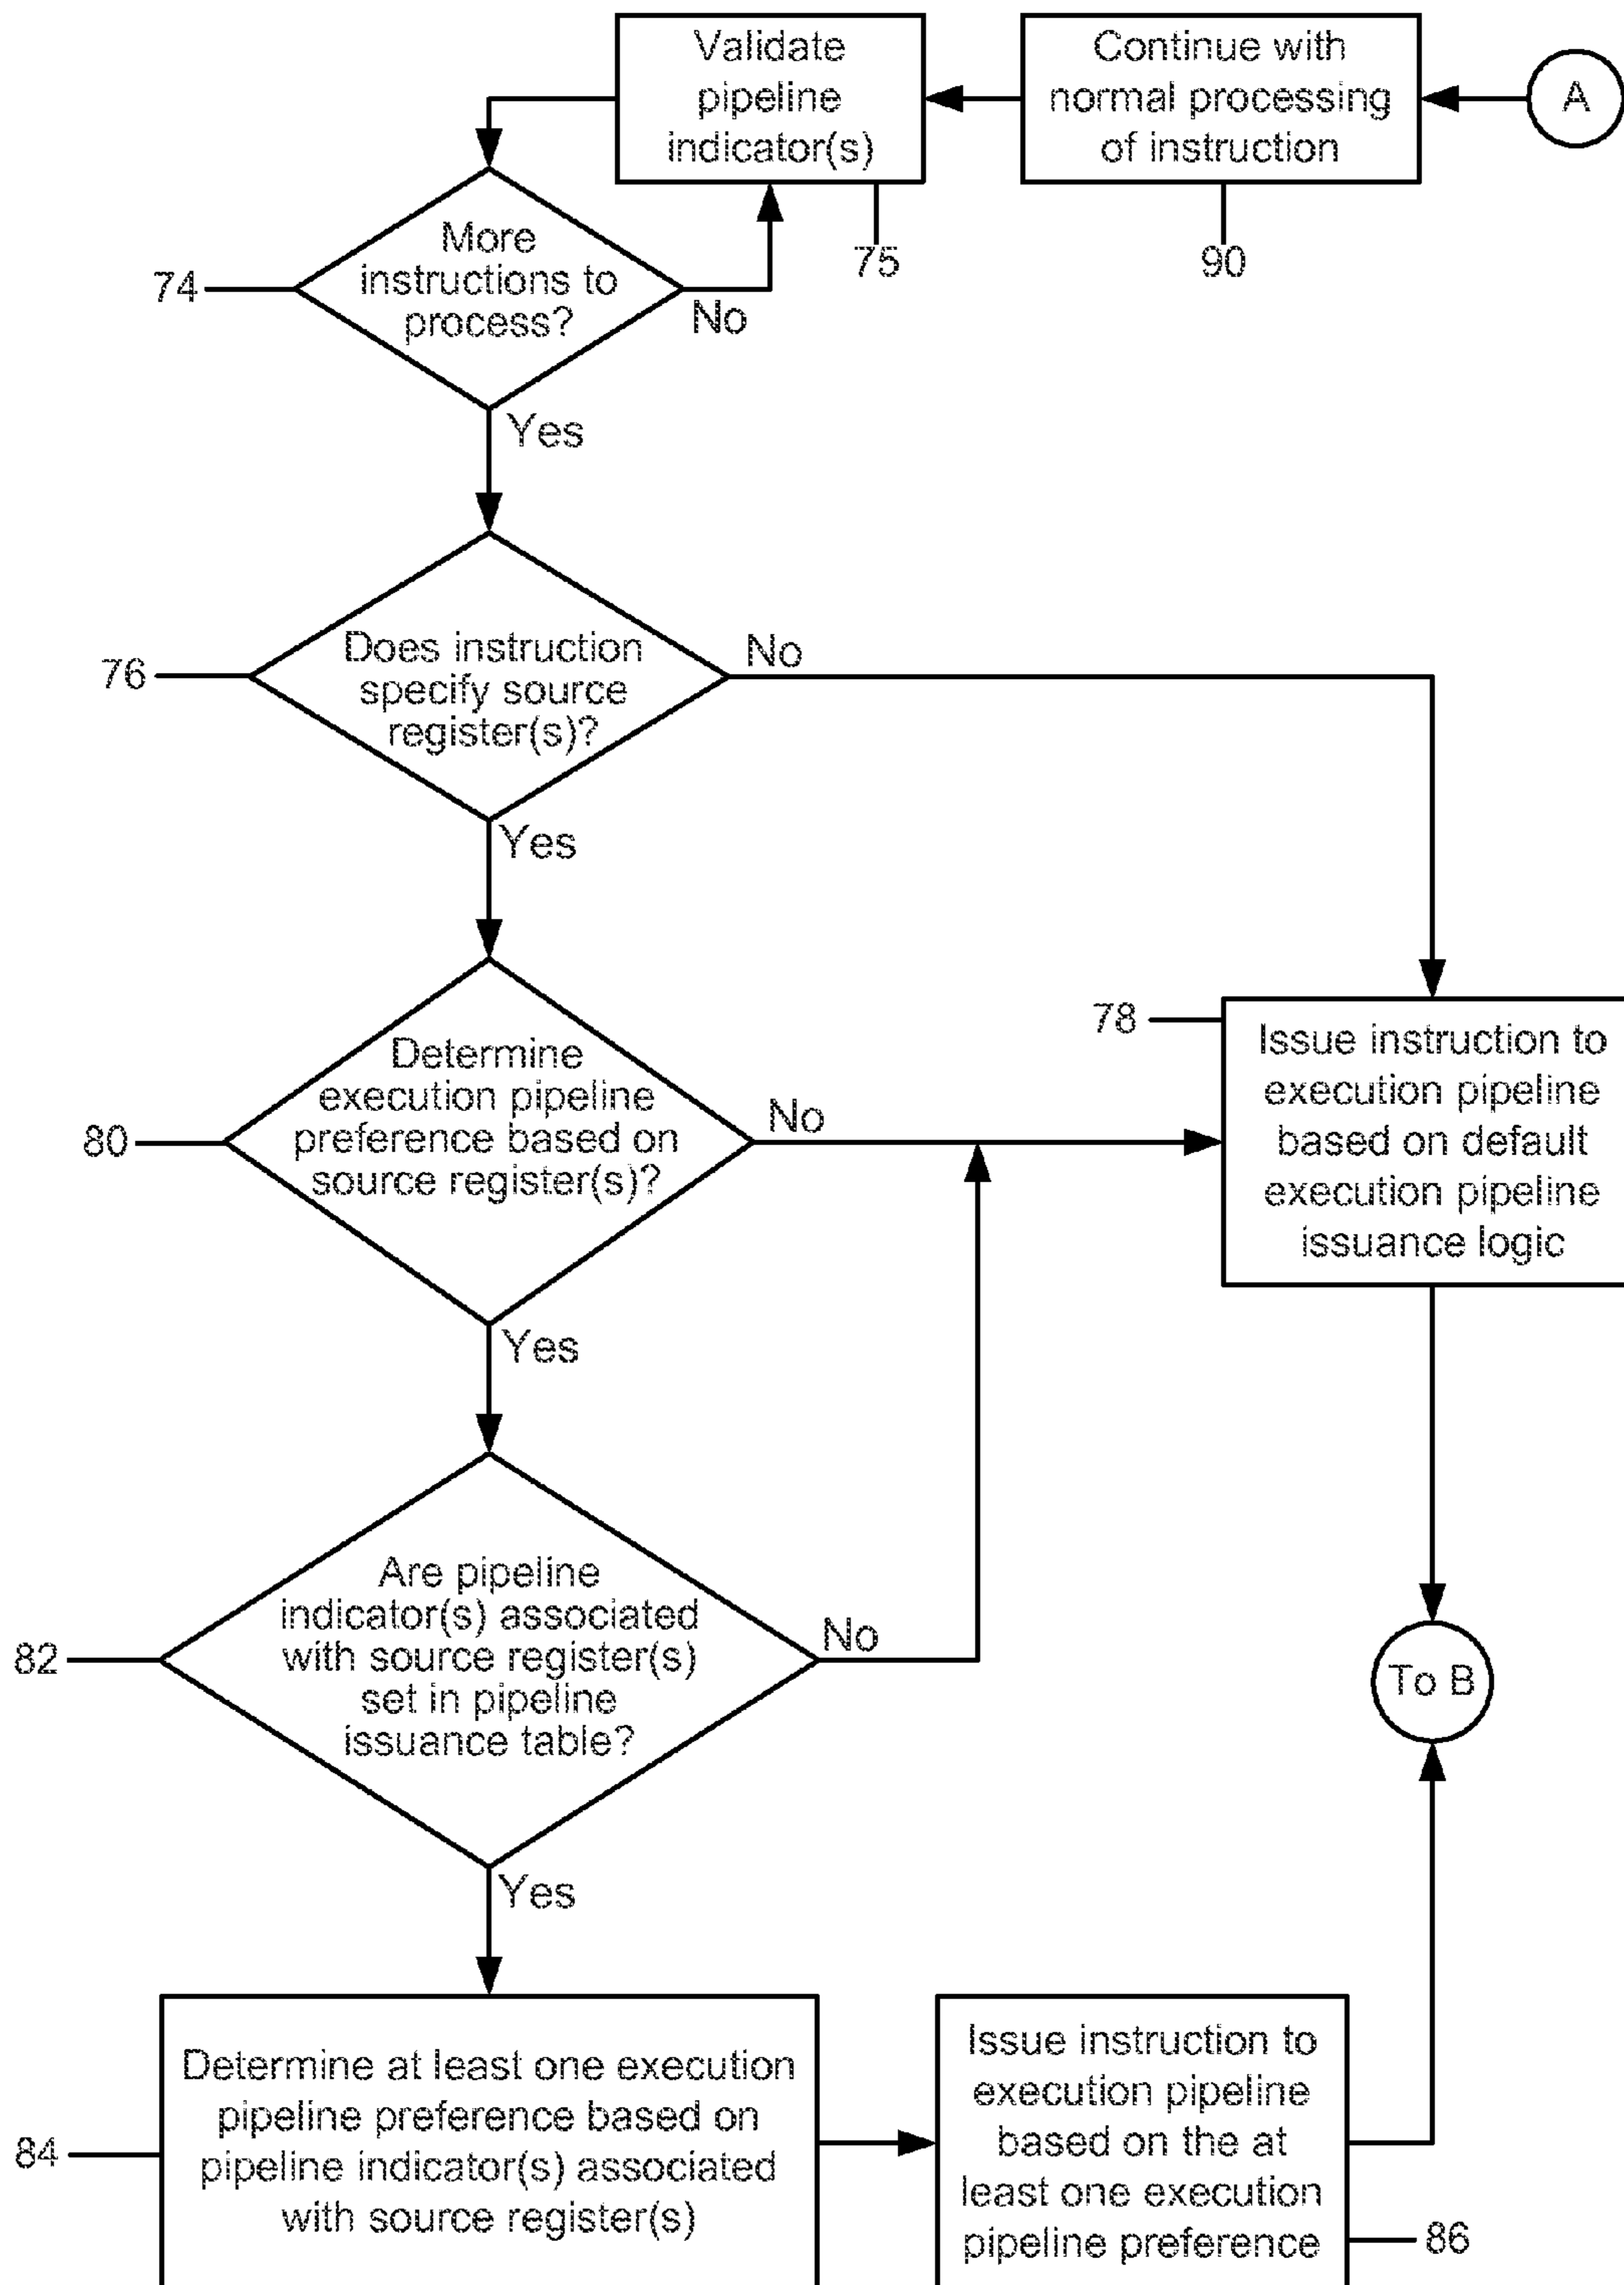 Validate
pipeline
indicator(s)
Continue with
normal processing
of instruction
A
75
90
More
instructions to
process?
74
No
Yes
Does instruction
specify source
register(s)?
76
No
Yes
Determine
execution pipeline
preference based on
source register(s)?
80
No
Yes
78
Issue instruction to
execution pipeline
based on default
execution pipeline
issuance logic
Are pipeline
indicator(s) associated
with source register(s)
set in pipeline
issuance table?
82
No
Yes
To B
Determine at least one execution
pipeline preference based on
pipeline indicator(s) associated
with source register(s)
84
Issue instruction to
execution pipeline
based on the at
least one execution
pipeline preference
86